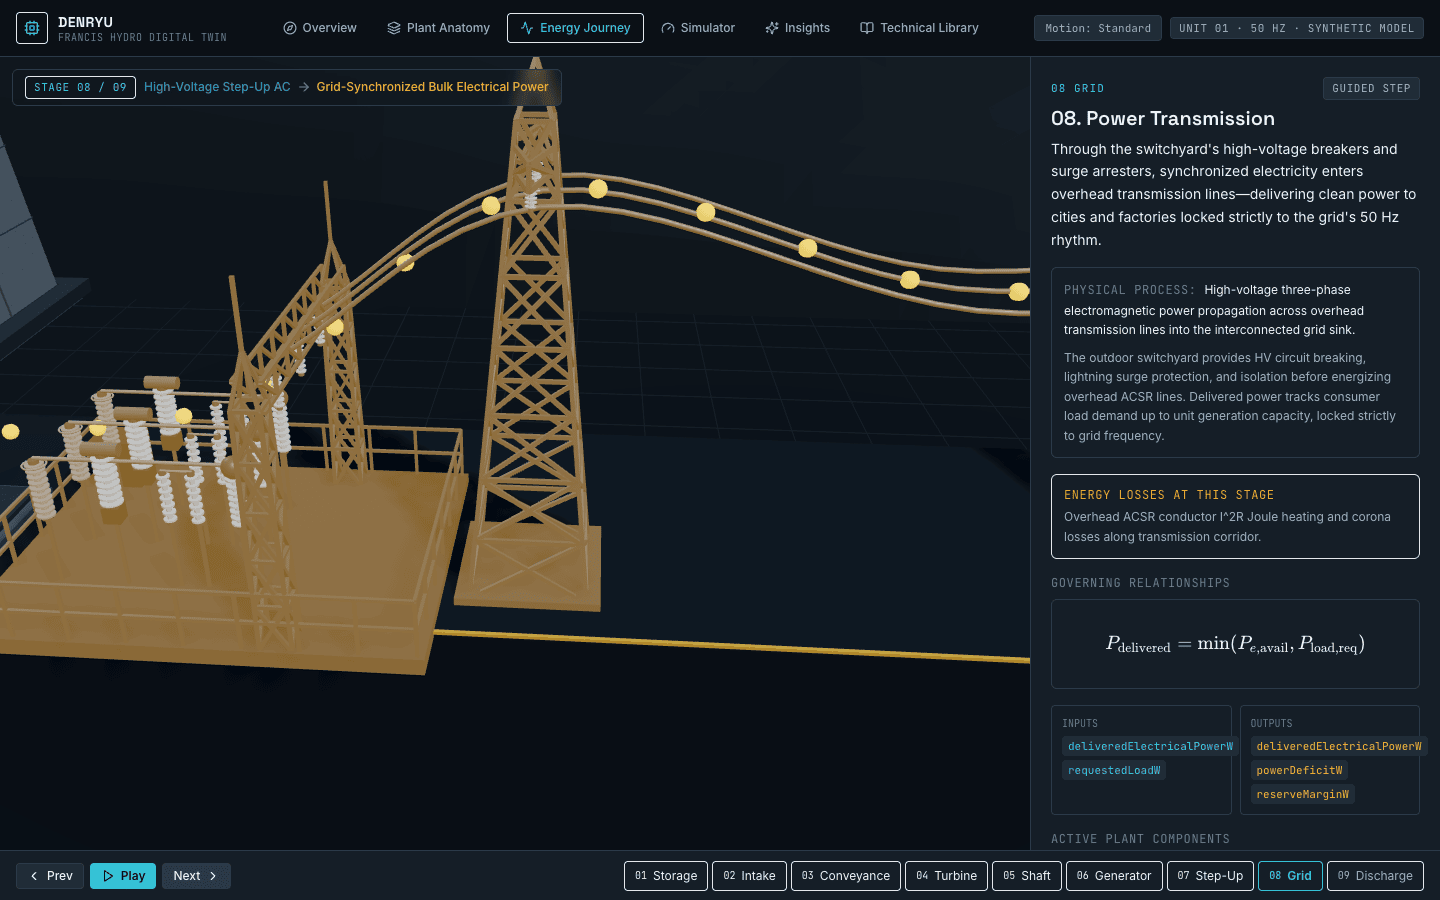 DENRYU
FRANCIS HYDRO DIGITAL TWIN
Overview
Plant Anatomy
Energy Journey
Simulator
Insights
Technical Library
Motion: Standard
UNIT 01 · 50 HZ · SYNTHETIC MODEL
STAGE 08 / 09
High-Voltage Step-Up AC → Grid-Synchronized Bulk Electrical Power
08 GRID
GUIDED STEP
08. Power Transmission
Through the switchyard's high-voltage breakers and
surge arresters, synchronized electricity enters
overhead transmission lines—delivering clean power to
cities and factories locked strictly to the grid's 50 Hz
rhythm.
PHYSICAL PROCESS: High-voltage three-phase
electromagnetic power propagation across overhead
transmission lines into the interconnected grid sink.
The outdoor switchyard provides HV circuit breaking,
lightning surge protection, and isolation before energizing
overhead ACSR lines. Delivered power tracks consumer
load demand up to unit generation capacity, locked strictly
to grid frequency.
ENERGY LOSSES AT THIS STAGE
Overhead ACSR conductor I^2R Joule heating and corona
losses along transmission corridor.
GOVERNING RELATIONSHIPS
P_delivered = min(P_e,avail, P_load,req)
INPUTS
deliveredElectricalPowerW
requestedLoadW
OUTPUTS
deliveredElectricalPowerW
powerDeficitW
reserveMarginW
ACTIVE PLANT COMPONENTS
Prev
Play
Next
01 Storage
02 Intake
03 Conveyance
04 Turbine
05 Shaft
06 Generator
07 Step-Up
08 Grid
09 Discharge